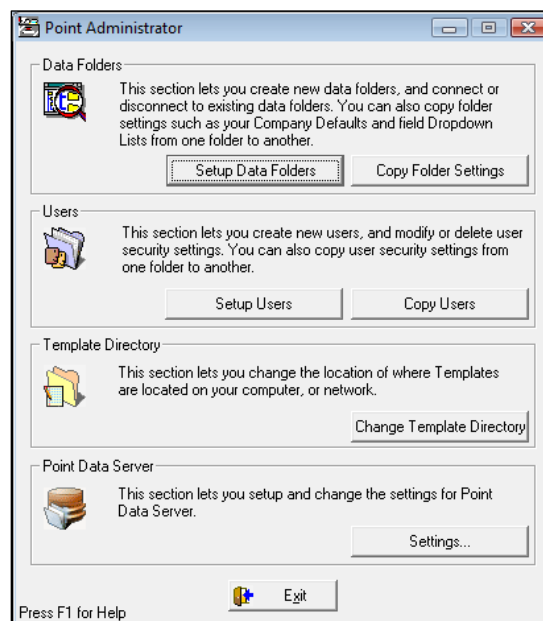 Point Administrator
Data Folders
This section lets you create new data folders, and connect or
disconnect to existing data folders. You can also copy folder
settings such as your Company Defaults and field Dropdown
Lists from one folder to another.
Setup Data Folders
Copy Folder Settings
Users
This section lets you create new users, and modify or delete user
security settings. You can also copy user security settings from
one folder to another.
Setup Users
Copy Users
Template Directory
This section lets you change the location of where Templates
are located on your computer, or network.
Change Template Directory
Point Data Server
This section lets you setup and change the settings for Point
Data Server.
Settings...
Exit
Press F1 for Help